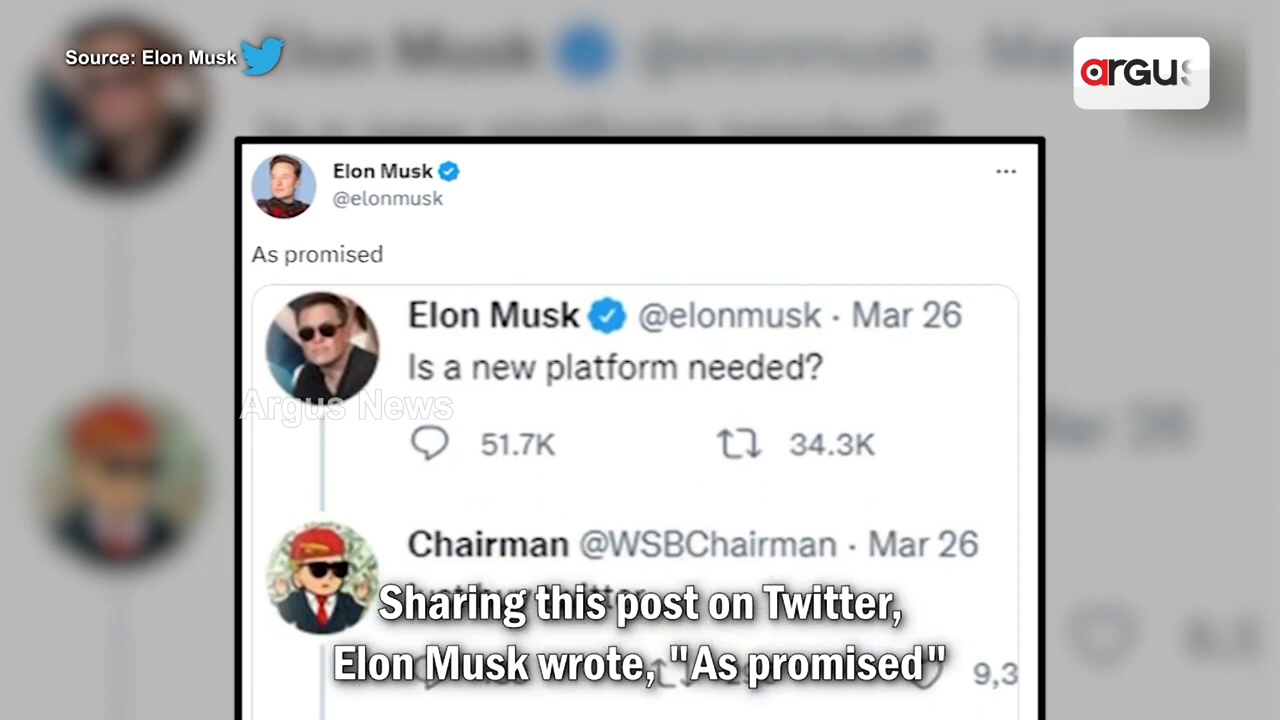 Source: Elon Musk
argus
Elon Musk
@elonmusk
As promised
Elon Musk @elonmusk · Mar 26
Is a new platform needed?
Argus News
51.7K 34.3K
Chairman @WSBChairman · Mar 26
Sharing this post on Twitter,
Elon Musk wrote, "As promised"
9,3